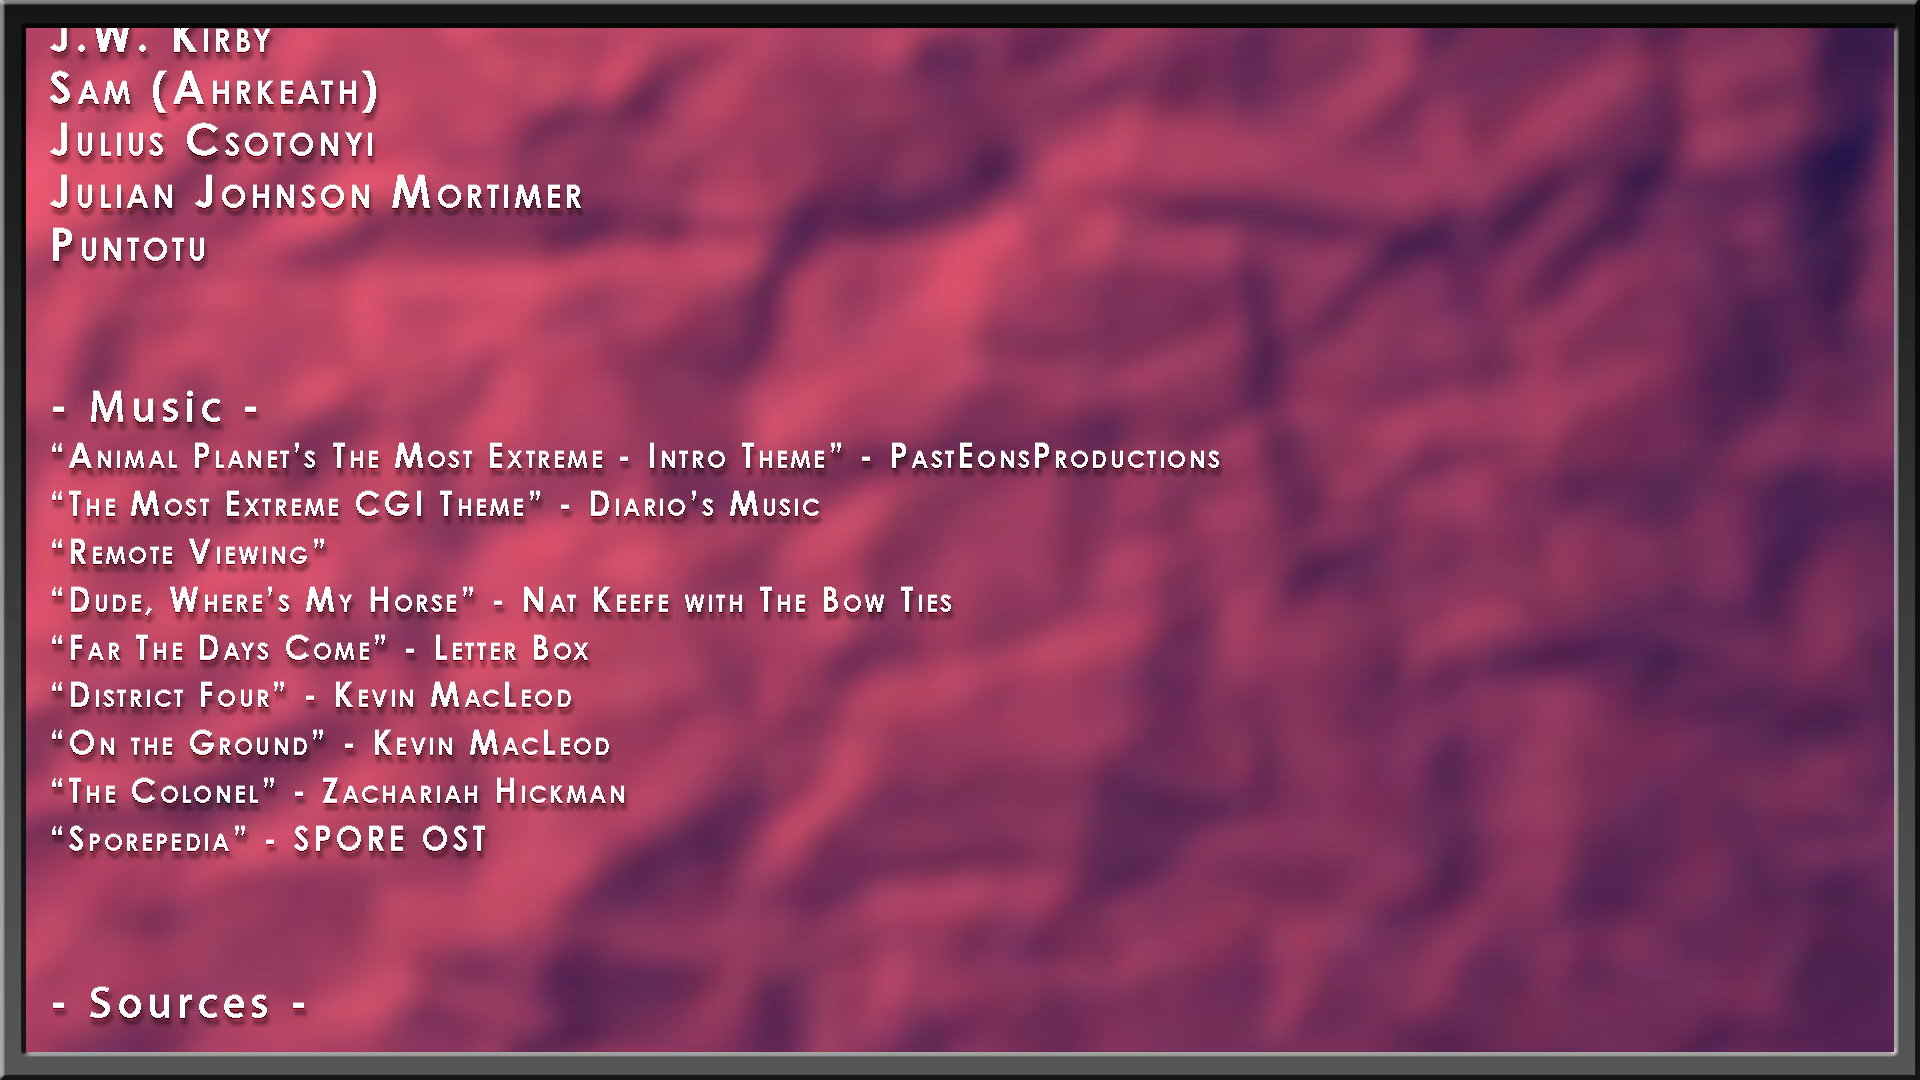 J.W. Kirby
Sam (Ahrkeath)
Julius Csotonyi
Julian Johnson Mortimer
Puntotu
- Music -
“Animal Planet’s The Most Extreme - Intro Theme” - PastEonsProductions
“The Most Extreme CGI Theme” - Diario’s Music
“Remote Viewing”
“Dude, Where’s My Horse” - Nat Keefe with The Bow Ties
“Far The Days Come” - Letter Box
“District Four” - Kevin MacLeod
“On the Ground” - Kevin MacLeod
“The Colonel” - Zachariah Hickman
“Sporepedia” - SPORE OST
- Sources -